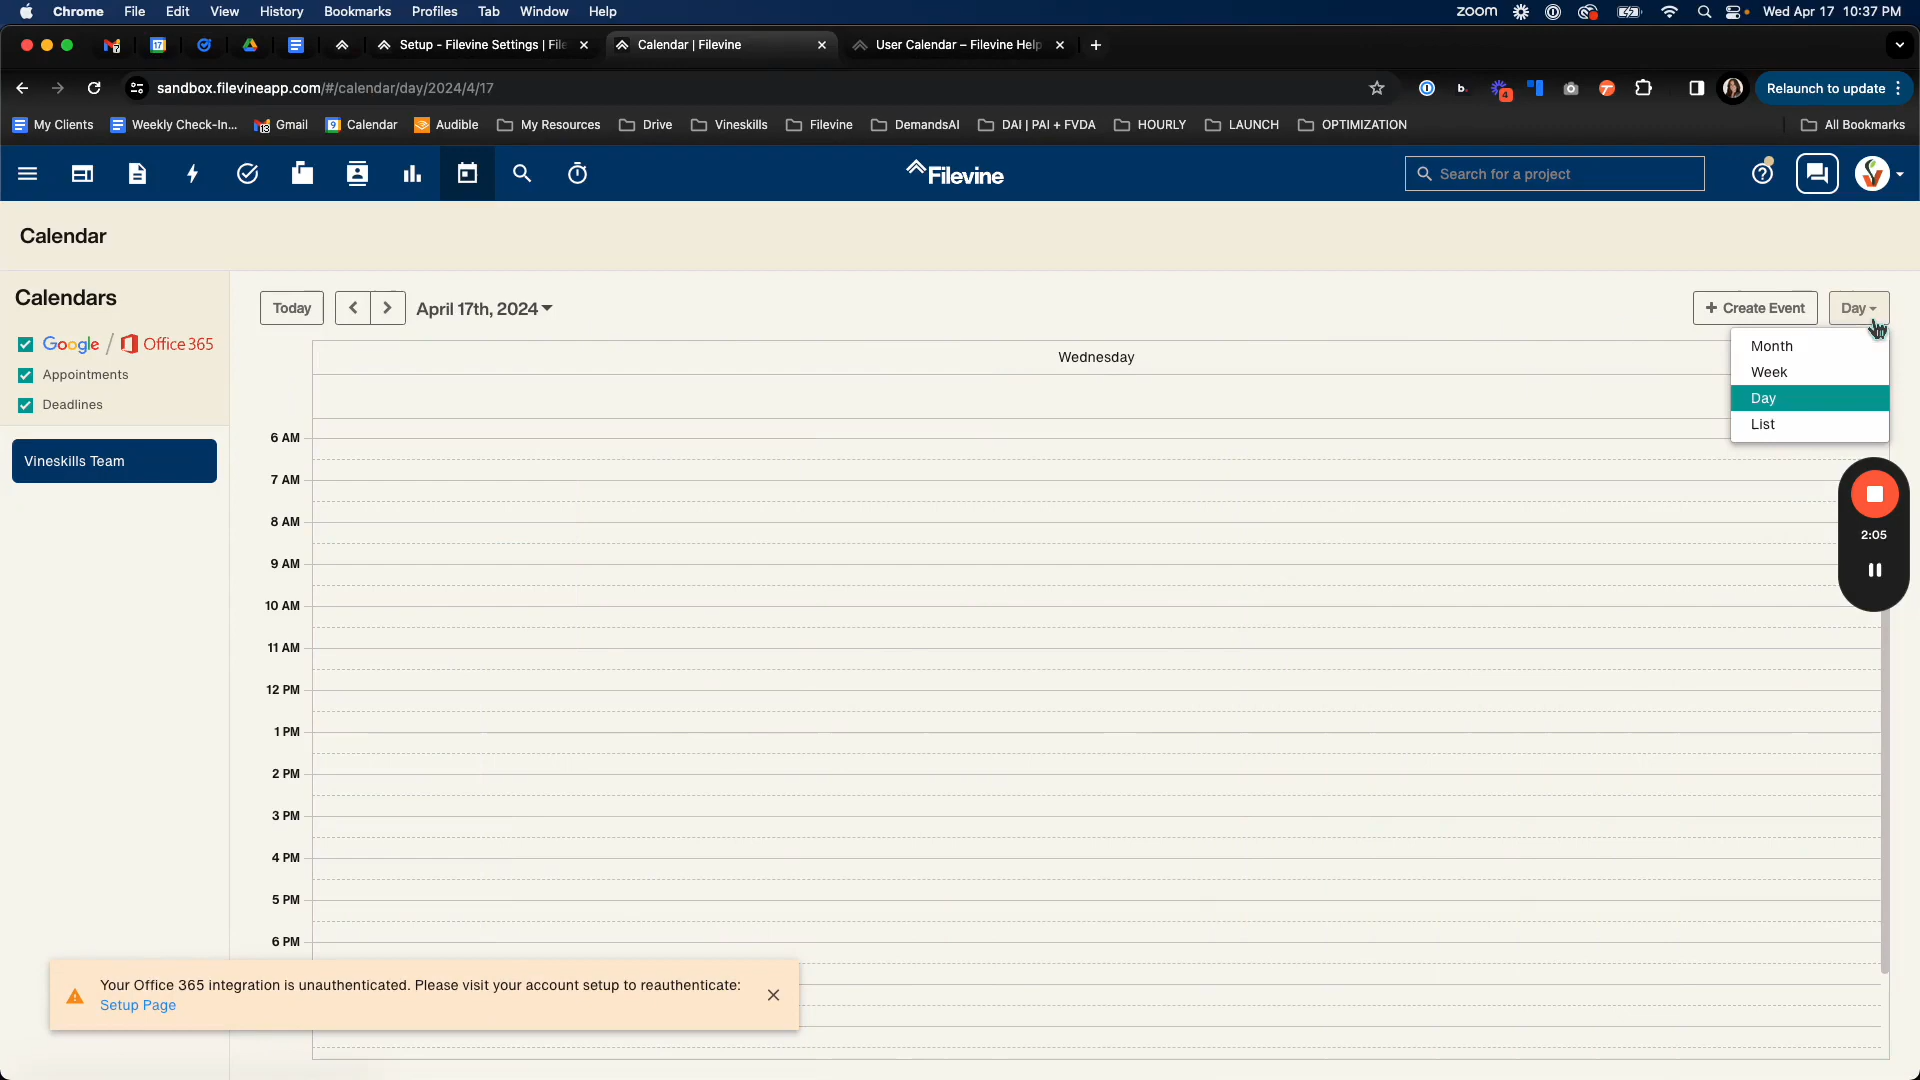 Chrome File Edit View History Bookmarks Profiles Tab Window Help zoom Wed Apr 17 10:37 PM
Setup - Filevine Settings | File
Calendar | Filevine
User Calendar – Filevine Help
sandbox.filevineapp.com/#/calendar/day/2024/4/17
Relaunch to update
My Clients Weekly Check-In... Gmail Calendar Audible My Resources Drive Vineskills Filevine DemandsAI DAI | PAI + FVDA HOURLY LAUNCH OPTIMIZATION All Bookmarks
Filevine
Search for a project
Calendar
Calendars
Google / Office 365
Appointments
Deadlines
Vineskills Team
Today
April 17th, 2024
+ Create Event
Day
Month
Week
Day
List
Wednesday
6 AM
7 AM
8 AM
9 AM
10 AM
11 AM
12 PM
1 PM
2 PM
3 PM
4 PM
5 PM
6 PM
2:05
Your Office 365 integration is unauthenticated. Please visit your account setup to reauthenticate:
Setup Page